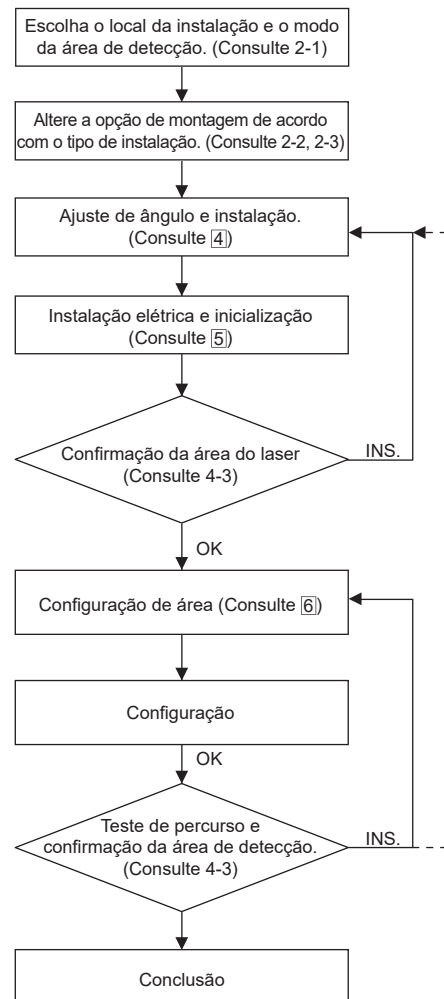 Escolha o local da instalação e o modo
da área de detecção. (Consulte 2-1)
Altere a opção de montagem de acordo
com o tipo de instalação. (Consulte 2-2, 2-3)
Ajuste de ângulo e instalação.
(Consulte 4)
Instalação elétrica e inicialização
(Consulte 5)
Confirmação da área do laser
(Consulte 4-3)
INS.
OK
Configuração de área (Consulte 6)
Configuração
OK
Teste de percurso e
confirmação da área de detecção.
(Consulte 4-3)
INS.
Conclusão